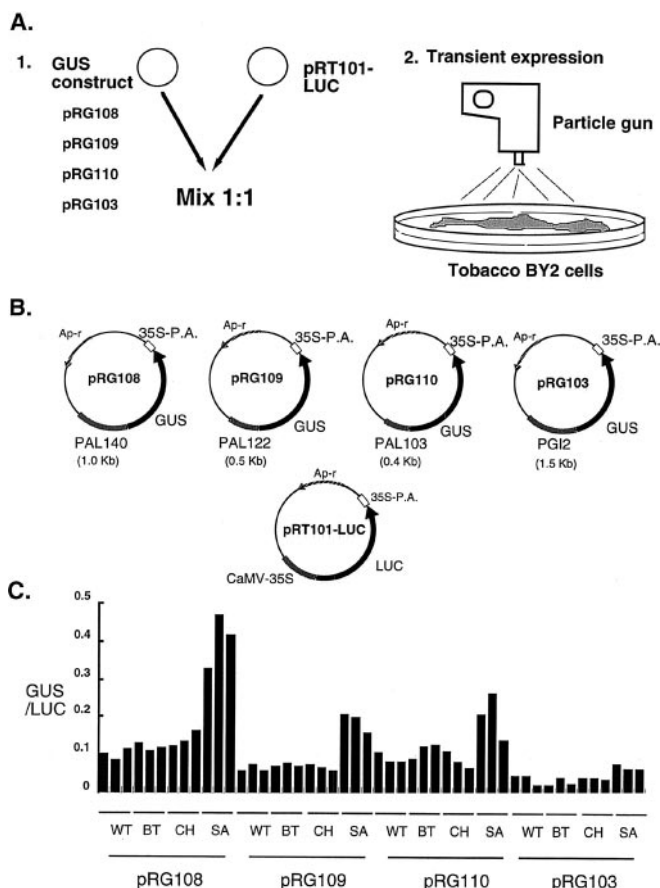 A.
1. GUS construct
pRT101-LUC
pRG108
pRG109
pRG110
pRG103
Mix 1:1
2. Transient expression
Particle gun
Tobacco BY2 cells
B.
Ap-r 35S-P.A.
pRG108
GUS
PAL140
(1.0 Kb)
Ap-r 35S-P.A.
pRG109
GUS
PAL122
(0.5 Kb)
Ap-r 35S-P.A.
pRG110
GUS
PAL103
(0.4 Kb)
Ap-r 35S-P.A.
pRG103
GUS
PGI2
(1.5 Kb)
Ap-r 35S-P.A.
pRT101-LUC
CaMV-35S LUC
C.
0.5
0.4
0.3
0.2
0.1
0
GUS
/LUC
WT BT CH SA WT BT CH SA WT BT CH SA WT BT CH SA
pRG108 pRG109 pRG110 pRG103